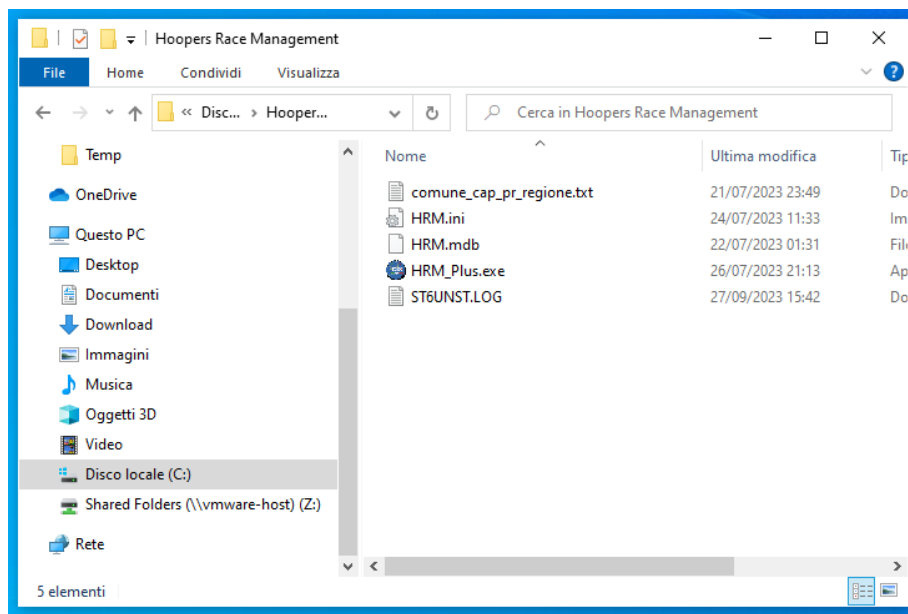 Hoopers Race Management
File Home Condividi Visualizza ?
« Disc... > Hooper... Cerca in Hoopers Race Management
Temp
OneDrive
Questo PC
Desktop
Documenti
Download
Immagini
Musica
Oggetti 3D
Video
Disco locale (C:)
Shared Folders (\\vmware-host) (Z:)
Rete
Nome Ultima modifica Tip
comune_cap_pr_regione.txt 21/07/2023 23:49 Do
HRM.ini 24/07/2023 11:33 Im
HRM.mdb 22/07/2023 01:31 File
HRM_Plus.exe 26/07/2023 21:13 Ap
ST6UNST.LOG 27/09/2023 15:42 Do
5 elementi